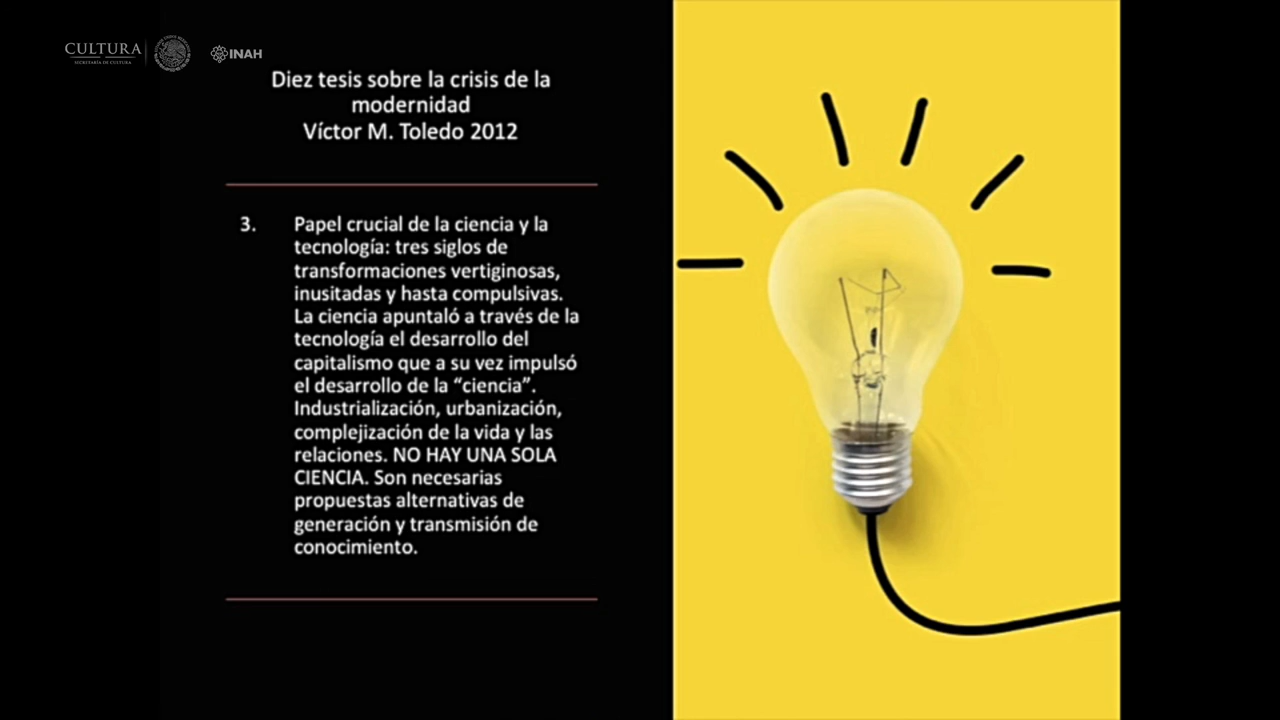 CULTURA
SECRETARÍA DE CULTURA
INAH
Diez tesis sobre la crisis de la
modernidad
Víctor M. Toledo 2012
3. Papel crucial de la ciencia y la
tecnología: tres siglos de
transformaciones vertiginosas,
inusitadas y hasta compulsivas.
La ciencia apuntaló a través de la
tecnología el desarrollo del
capitalismo que a su vez impulsó
el desarrollo de la “ciencia”.
Industrialización, urbanización,
complejización de la vida y las
relaciones. NO HAY UNA SOLA
CIENCIA. Son necesarias
propuestas alternativas de
generación y transmisión de
conocimiento.